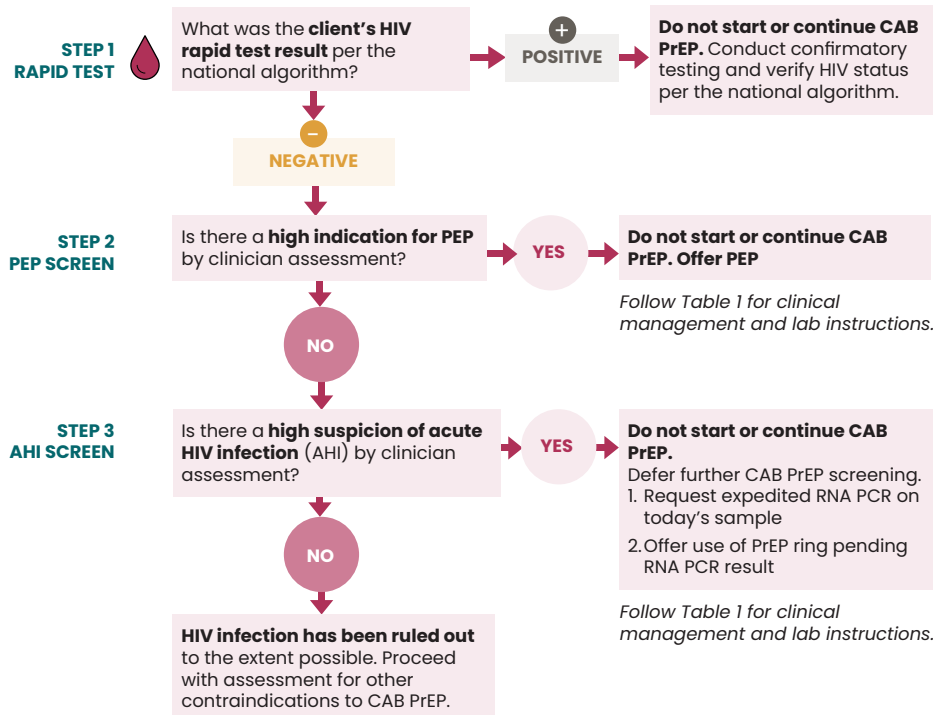 STEP 1
RAPID TEST
What was the client's HIV
rapid test result per the
national algorithm?
+
POSITIVE
Do not start or continue CAB
PrEP. Conduct confirmatory
testing and verify HIV status
per the national algorithm.
−
NEGATIVE
STEP 2
PEP SCREEN
Is there a high indication for PEP
by clinician assessment?
YES
Do not start or continue CAB
PrEP. Offer PEP
Follow Table 1 for clinical
management and lab instructions.
NO
STEP 3
AHI SCREEN
Is there a high suspicion of acute
HIV infection (AHI) by clinician
assessment?
YES
Do not start or continue CAB
PrEP.
Defer further CAB PrEP screening.
1. Request expedited RNA PCR on
today's sample
2. Offer use of PrEP ring pending
RNA PCR result
Follow Table 1 for clinical
management and lab instructions.
NO
HIV infection has been ruled out
to the extent possible. Proceed
with assessment for other
contraindications to CAB PrEP.